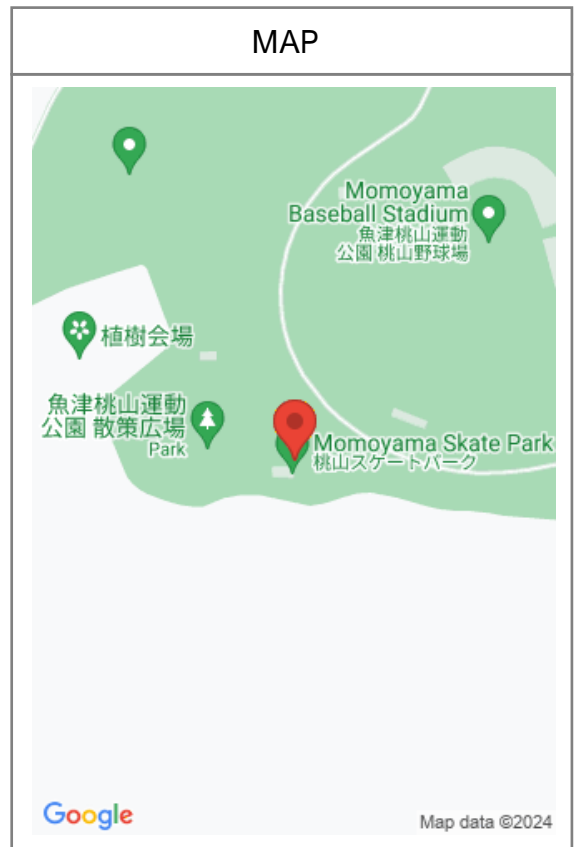 MAP
Momoyama
Baseball Stadium
魚津桃山運動
公園 桃山野球場
植樹会場
魚津桃山運動
公園 散策広場
Park
Momoyama Skate Park
桃山スケートパーク
Google
Map data ©2024